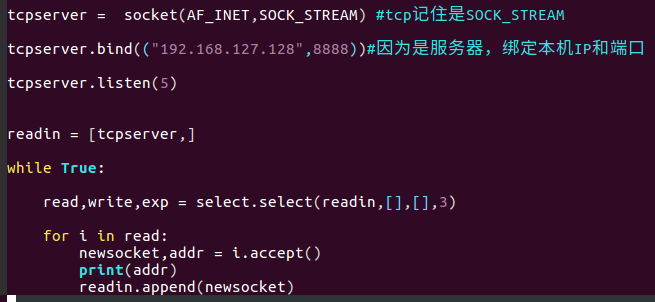 tcpserver =  socket(AF_INET,SOCK_STREAM) #tcp记住是SOCK_STREAM
tcpserver.bind(("192.168.127.128",8888))#因为是服务器，绑定本机IP和端口
tcpserver.listen(5)
readin = [tcpserver,]
while True:
    read,write,exp = select.select(readin,[],[],3)
    for i in read:
        newsocket,addr = i.accept()
        print(addr)
        readin.append(newsocket)